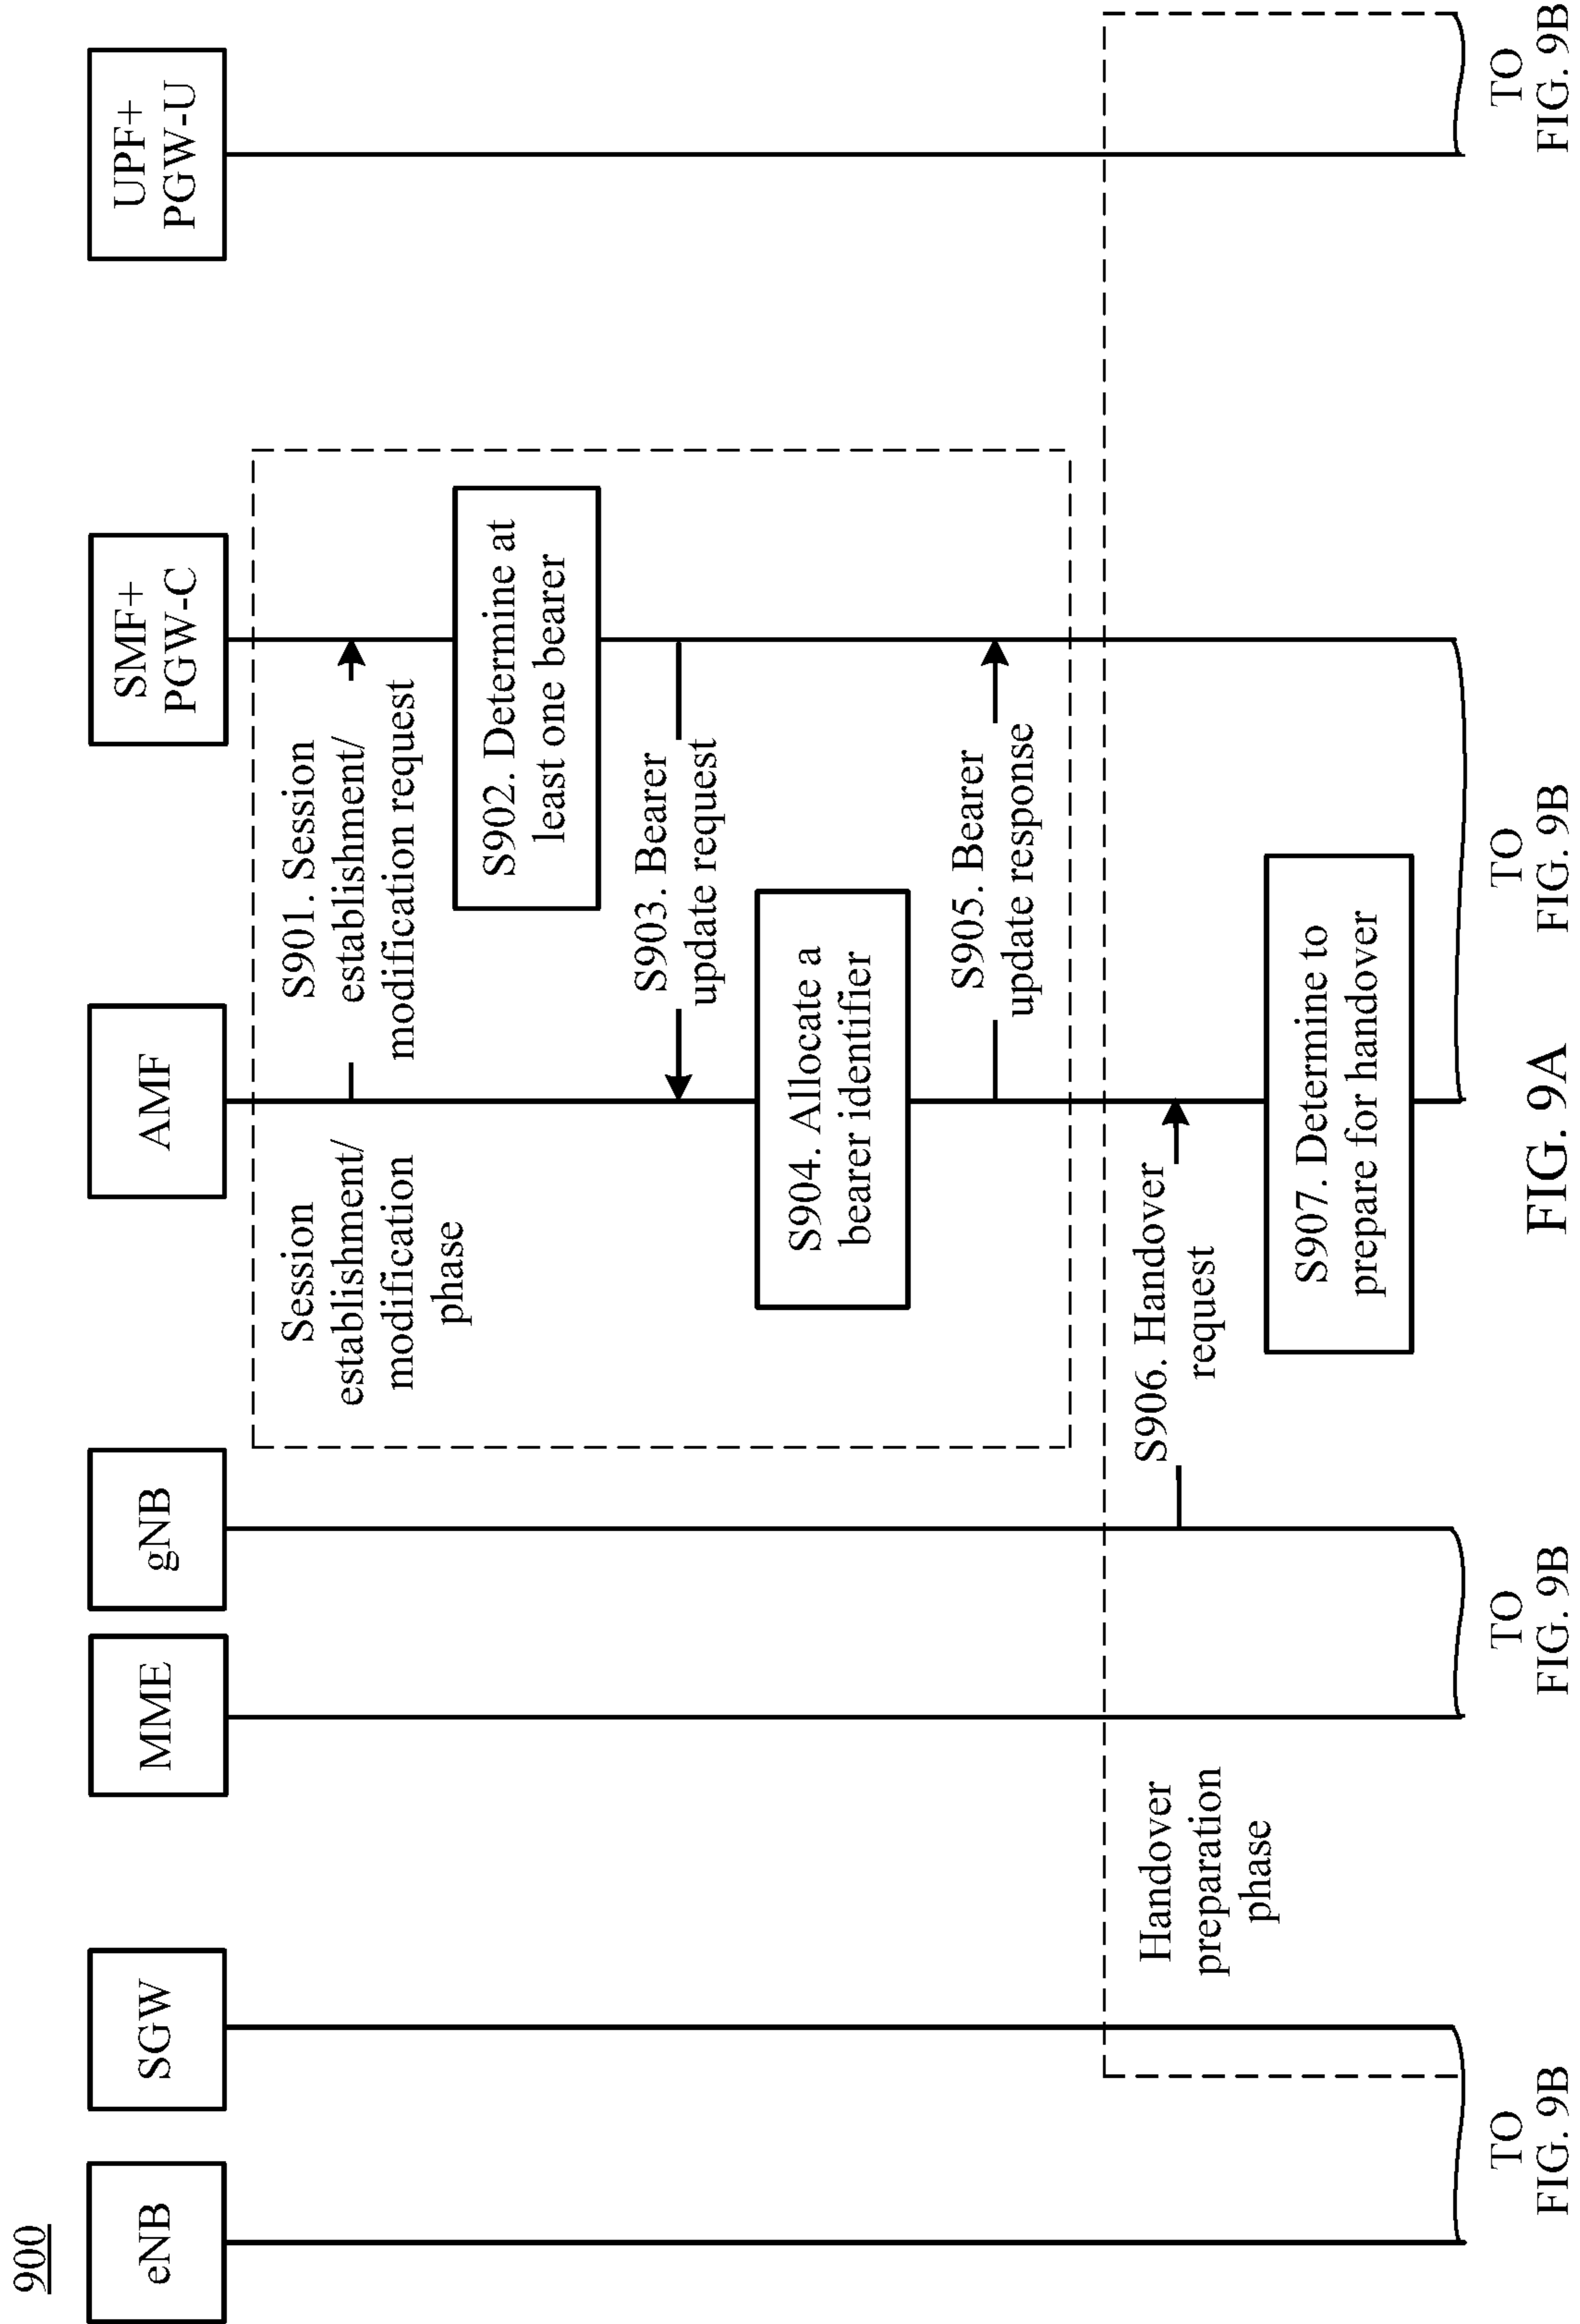 900
eNB
SGW
MME
gNB
AMF
SMF+
PGW-C
UPF+
PGW-U
Session
establishment/
modification
phase
S901. Session
establishment/
modification request
S902. Determine at
least one bearer
S903. Bearer
update request
S904. Allocate a
bearer identifier
S905. Bearer
update response
Handover
preparation
phase
S906. Handover
request
S907. Determine to
prepare for handover
TO
FIG. 9B
TO
FIG. 9B
TO
FIG. 9B
TO
FIG. 9B
FIG. 9A